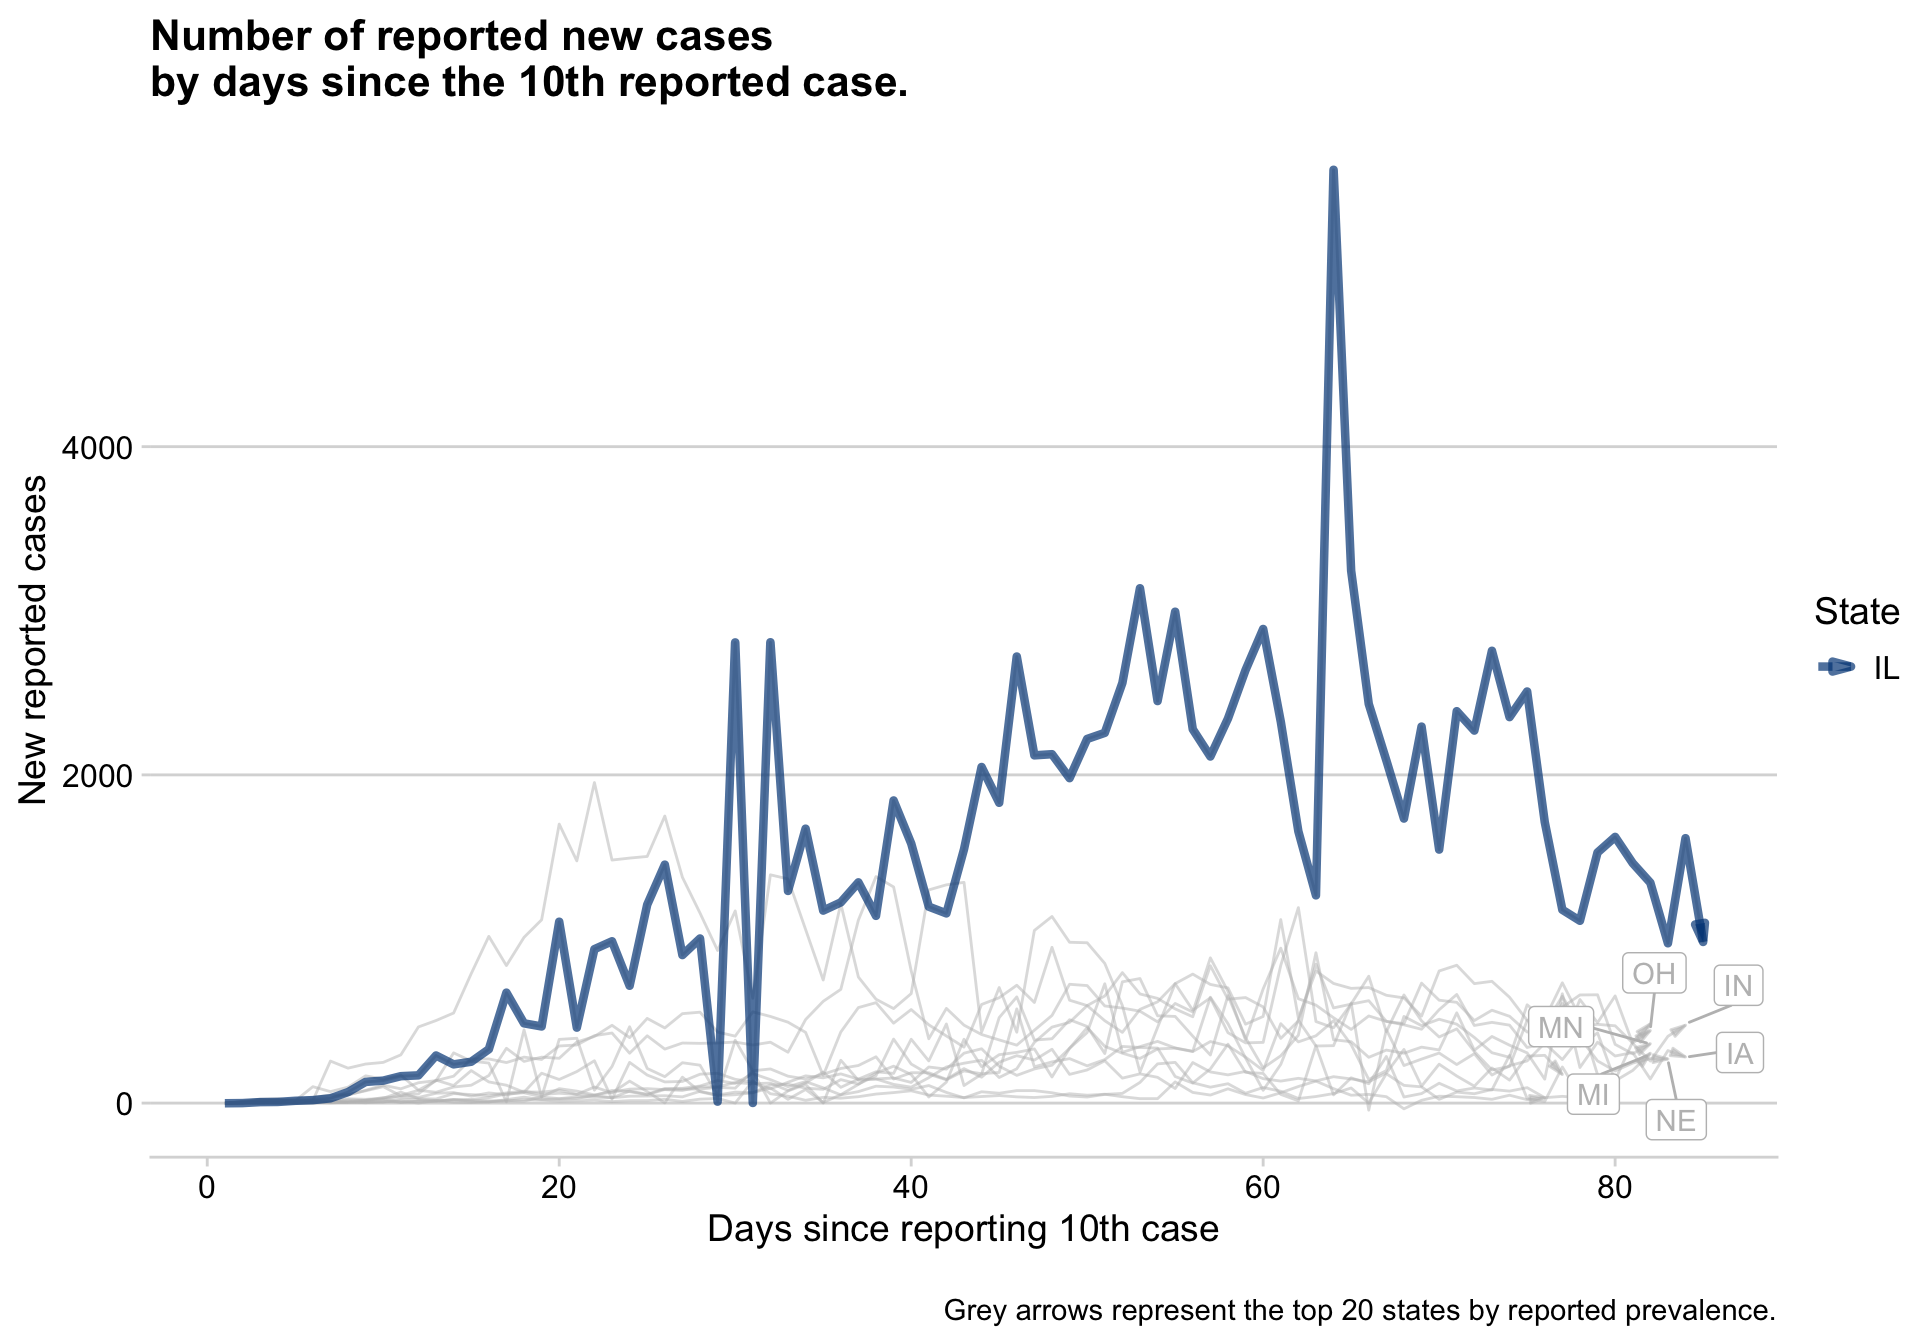 Number of reported new cases
by days since the 10th reported case.
New reported cases
4000
2000
0
0
20
40
60
80
Days since reporting 10th case
State
IL
OH
IN
MN
IA
MI
NE
Grey arrows represent the top 20 states by reported prevalence.